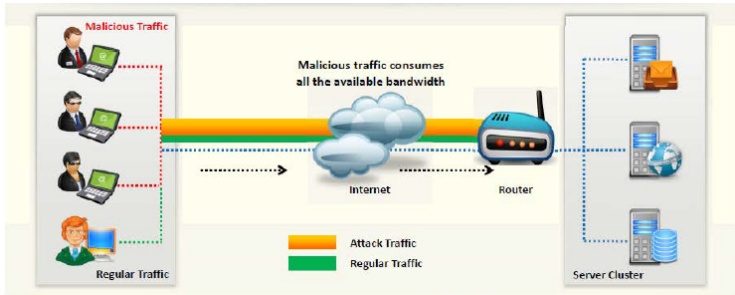 Malicious Traffic
Malicious traffic consumes
all the available bandwidth
Internet
Router
Attack Traffic
Regular Traffic
Regular Traffic
Server Cluster